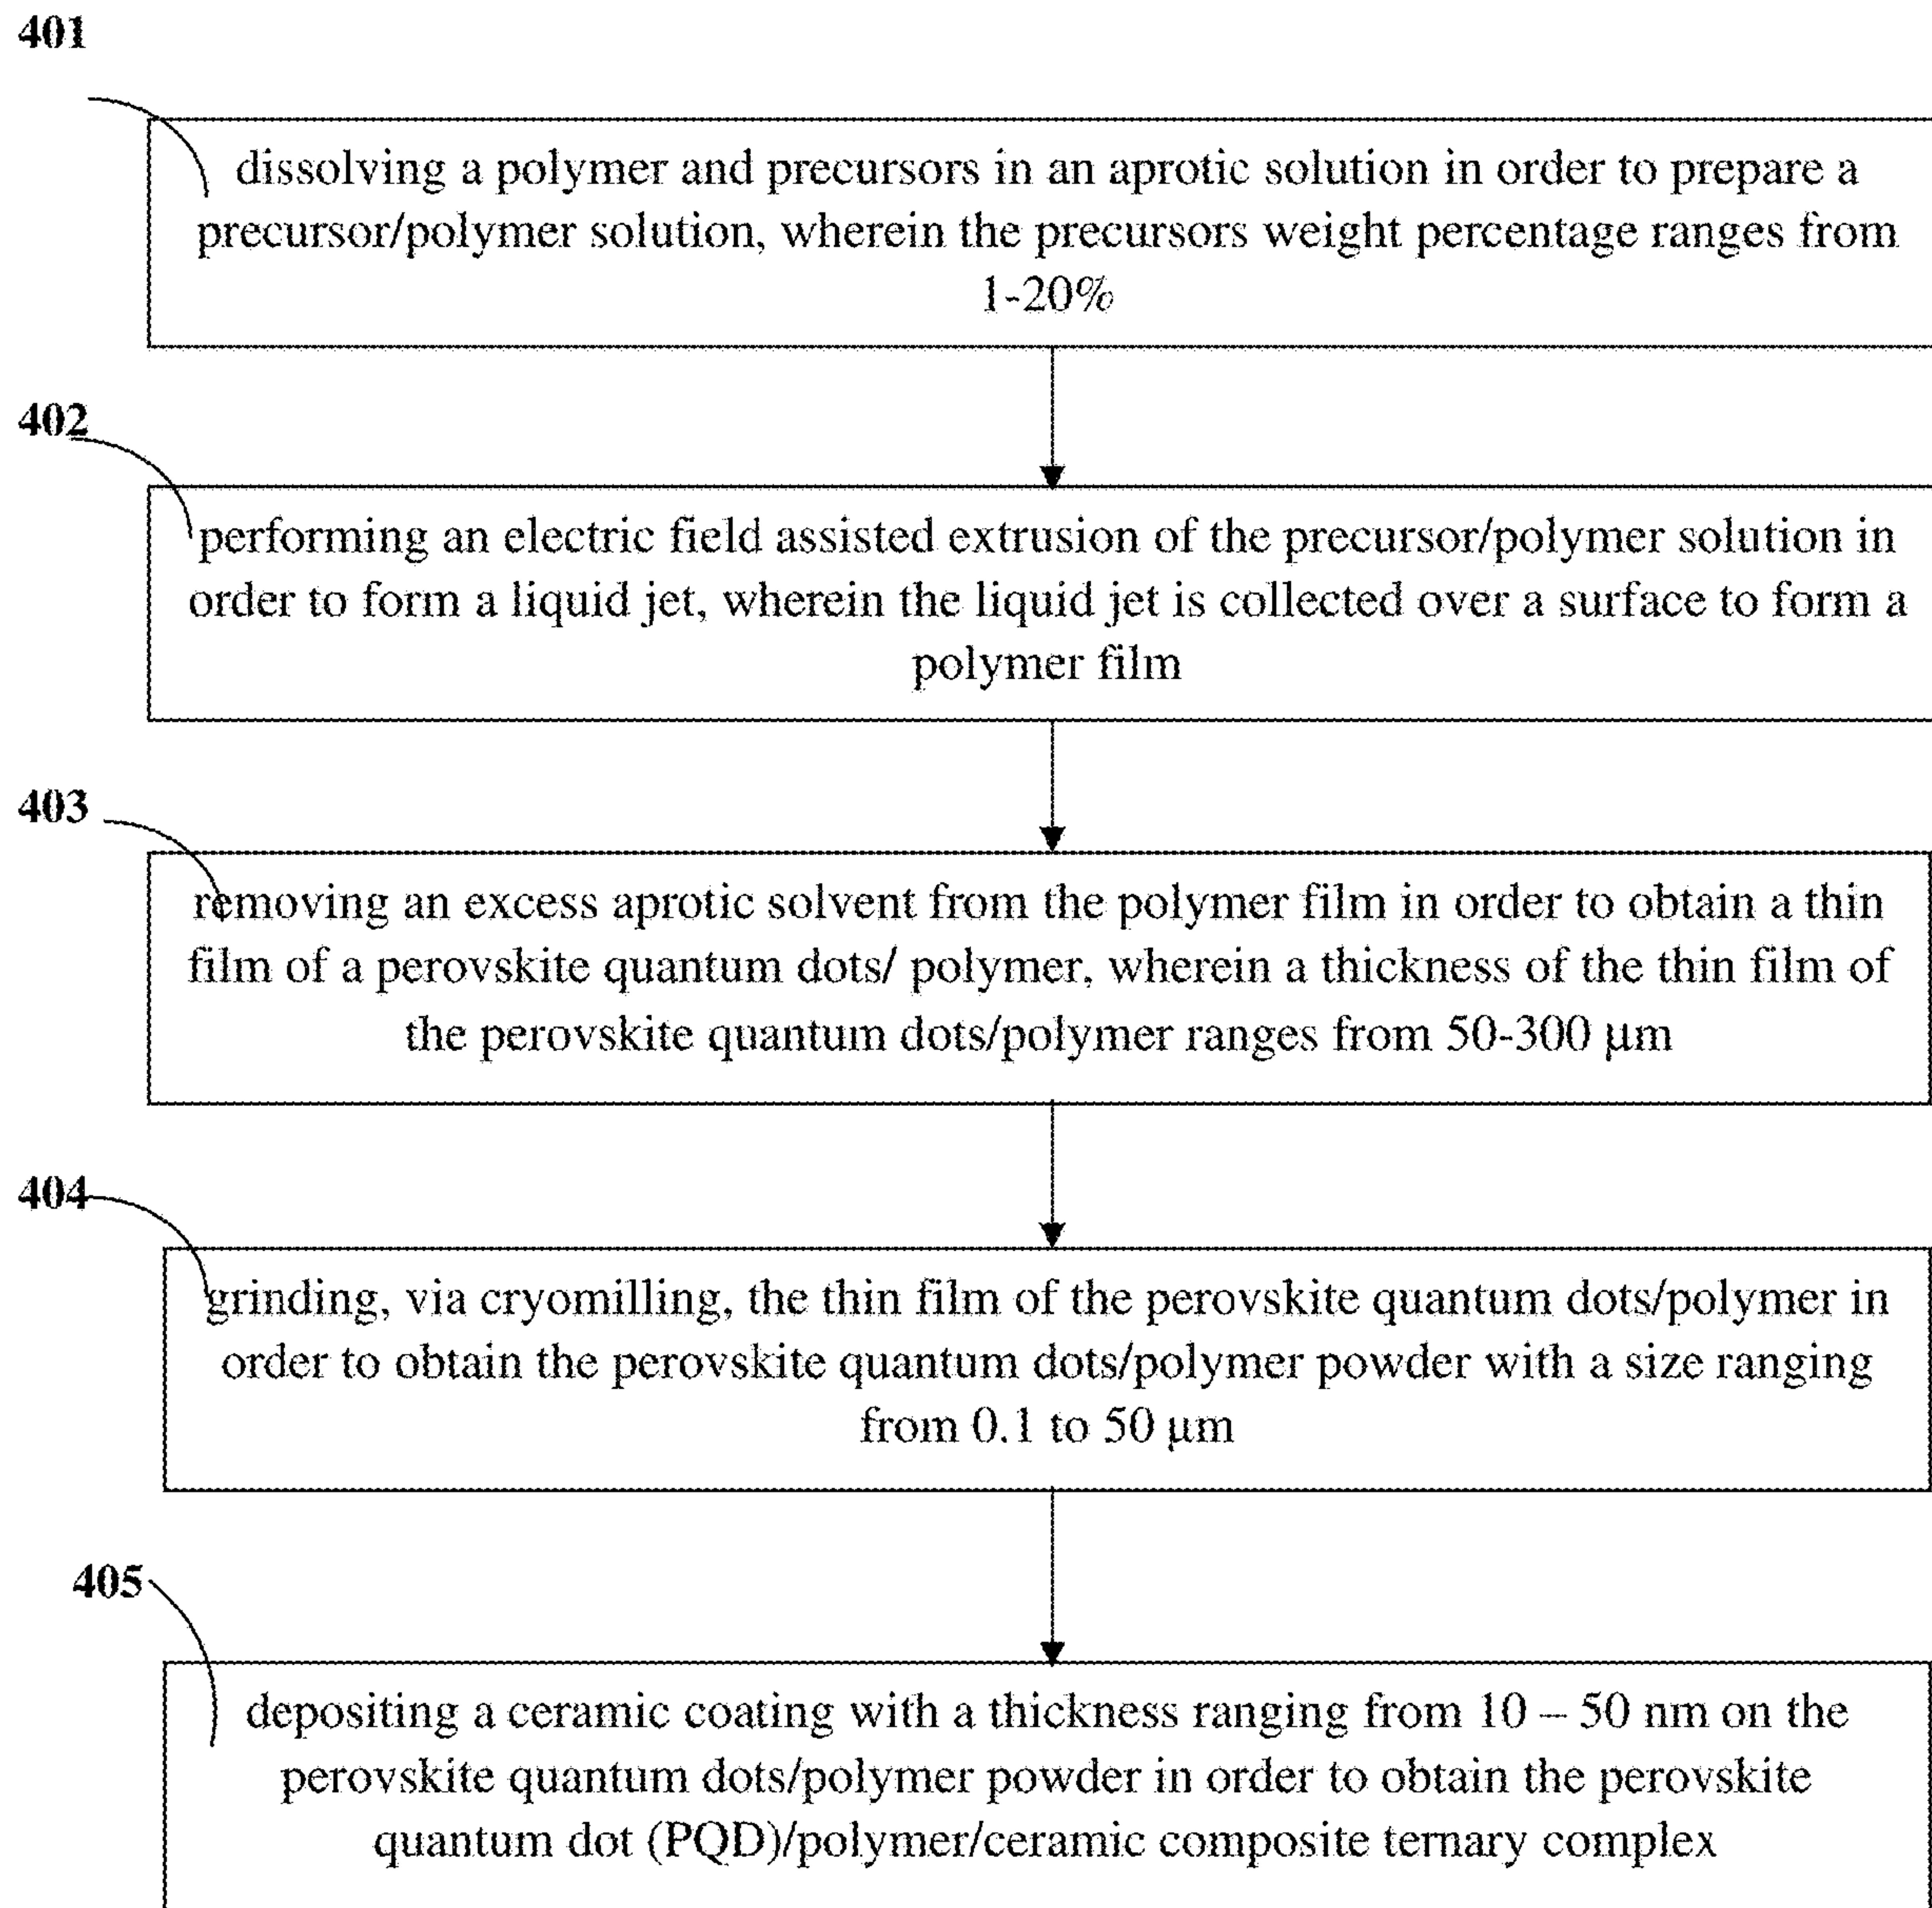 401
dissolving a polymer and precursors in an aprotic solution in order to prepare a
precursor/polymer solution, wherein the precursors weight percentage ranges from
1-20%
402
performing an electric field assisted extrusion of the precursor/polymer solution in
order to form a liquid jet, wherein the liquid jet is collected over a surface to form a
polymer film
403
removing an excess aprotic solvent from the polymer film in order to obtain a thin
film of a perovskite quantum dots/ polymer, wherein a thickness of the thin film of
the perovskite quantum dots/polymer ranges from 50-300 μm
404
grinding, via cryomilling, the thin film of the perovskite quantum dots/polymer in
order to obtain the perovskite quantum dots/polymer powder with a size ranging
from 0.1 to 50 μm
405
depositing a ceramic coating with a thickness ranging from 10 – 50 nm on the
perovskite quantum dots/polymer powder in order to obtain the perovskite
quantum dot (PQD)/polymer/ceramic composite ternary complex